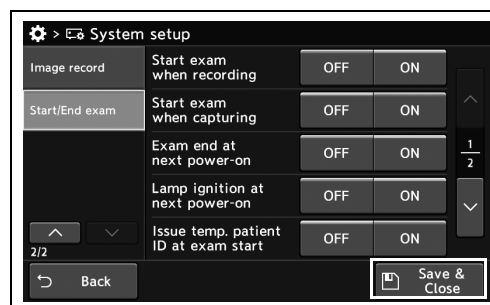 > System setup
Image record
Start/End exam
2/2
Start exam
when recording
OFF ON
Start exam
when capturing
OFF ON
Exam end at
next power-on
OFF ON
Lamp ignition at
next power-on
OFF ON
Issue temp. patient
ID at exam start
OFF ON
1
2
Back
Save &
Close